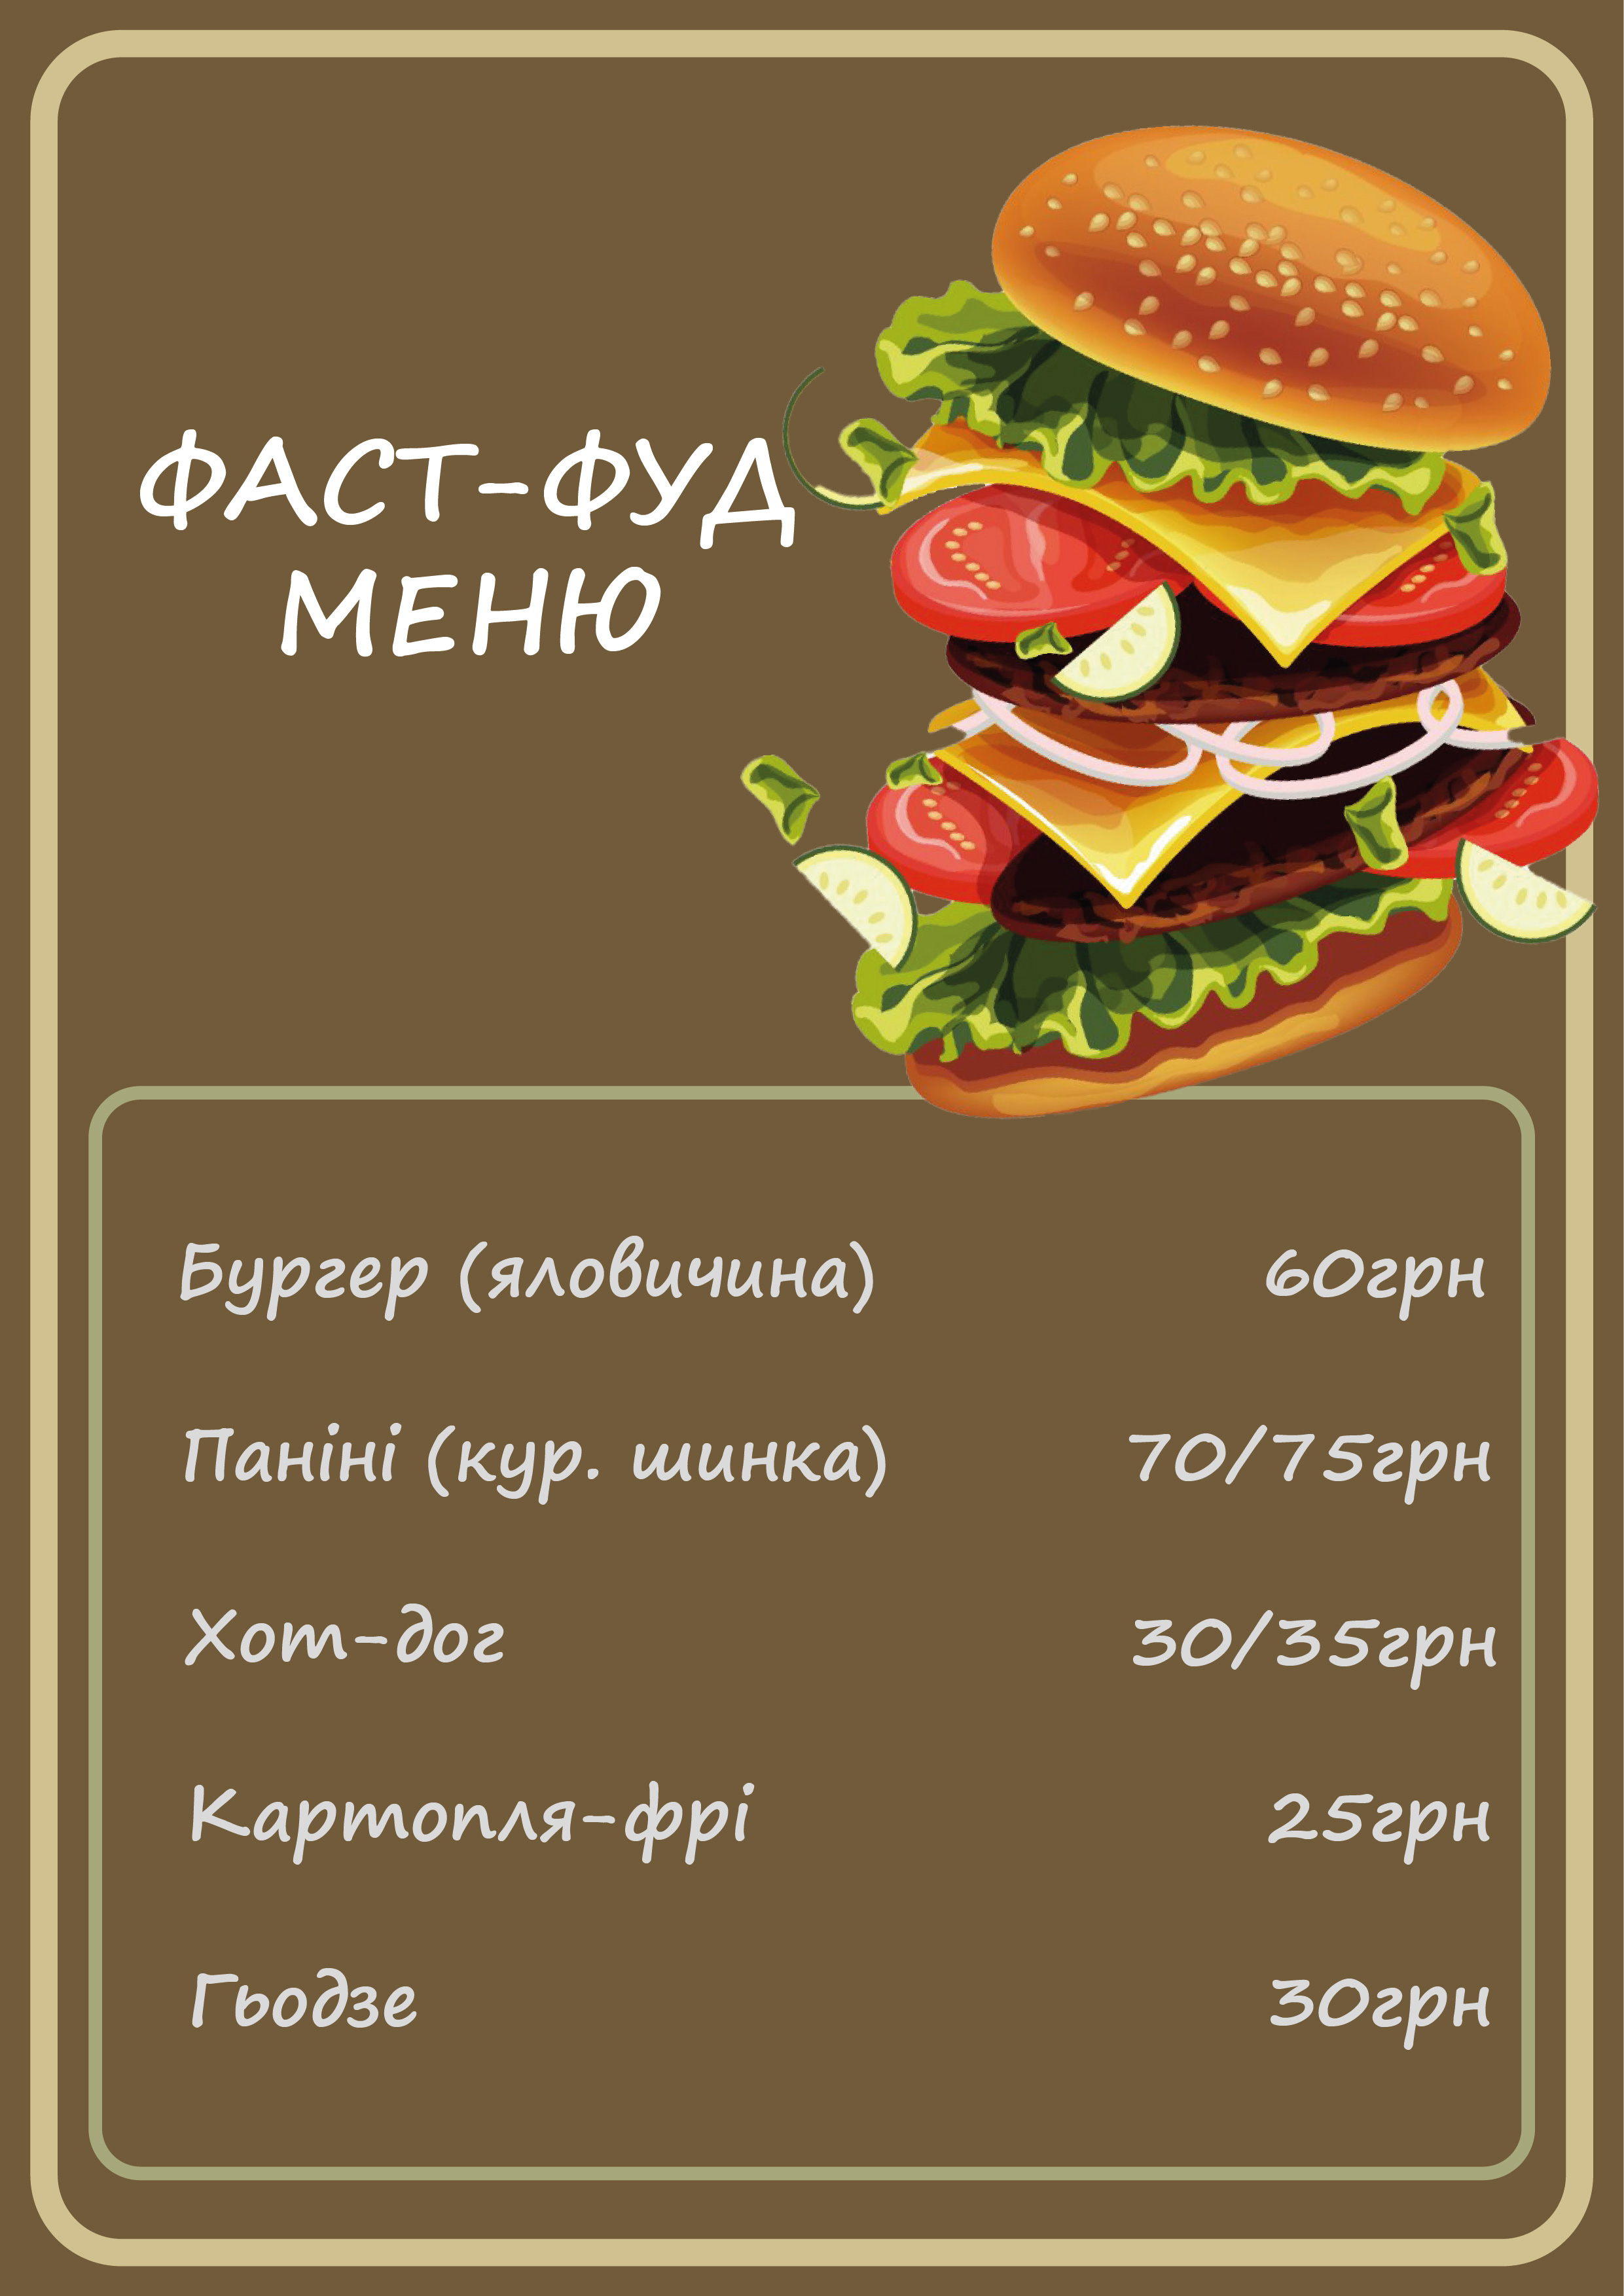 ФАСТ-ФУД
МЕНЮ
Бургер (яловичина) 60грн
Паніні (кур. шинка) 70/75грн
Хот-дог 30/35грн
Картопля-фрі 25грн
Гьодзе 30грн